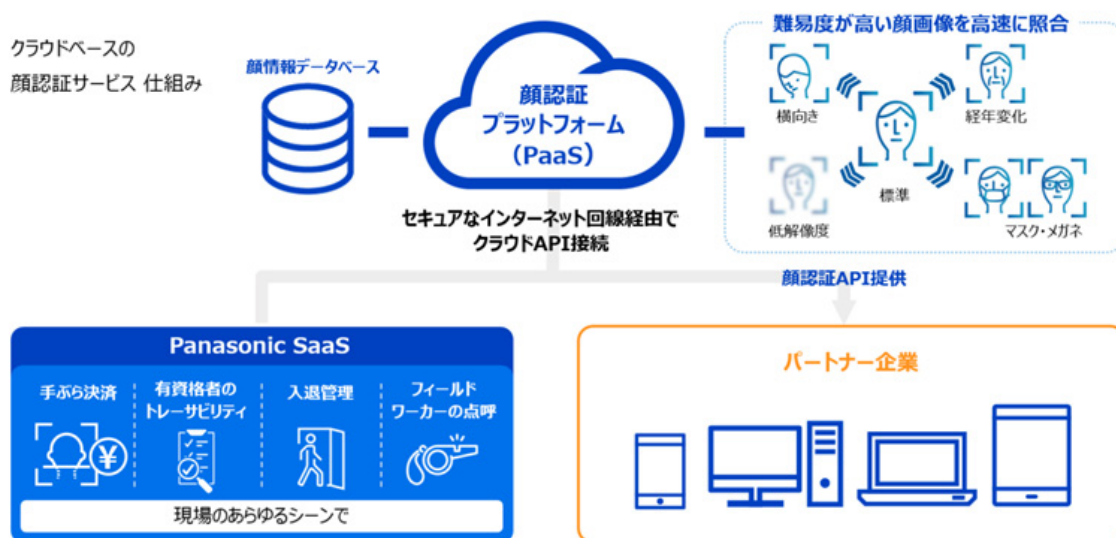 クラウドベースの
顔認証サービス 仕組み
顔情報データベース
顔認証
プラットフォーム
（PaaS）
難易度が高い顔画像を高速に照合
横向き
経年変化
標準
低解像度
マスク・メガネ
セキュアなインターネット回線経由で
クラウドAPI接続
顔認証API提供
Panasonic SaaS
手ぶら決済
有資格者の
トレーサビリティ
入退管理
フィールド
ワーカーの点呼
¥
現場のあらゆるシーンで
パートナー企業